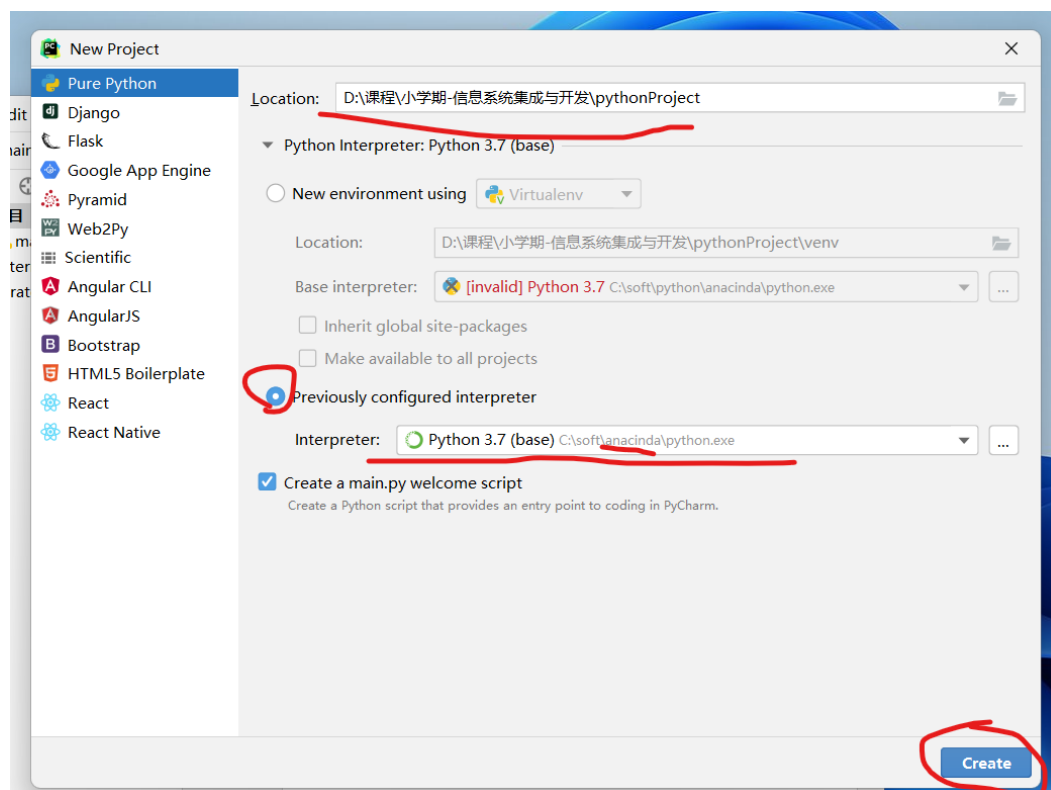 New Project
Pure Python
Django
Flask
Google App Engine
Pyramid
Web2Py
Scientific
Angular CLI
AngularJS
Bootstrap
HTML5 Boilerplate
React
React Native
Location: D:\课程\小学期-信息系统集成与开发\pythonProject
Python Interpreter: Python 3.7 (base)
New environment using Virtualenv
Location: D:\课程\小学期-信息系统集成与开发\pythonProject\venv
Base interpreter: [invalid] Python 3.7 C:\soft\python\anacinda\python.exe ...
Inherit global site-packages
Make available to all projects
Previously configured interpreter
Interpreter: Python 3.7 (base) C:\soft\anacinda\python.exe ...
Create a main.py welcome script
Create a Python script that provides an entry point to coding in PyCharm.
Create